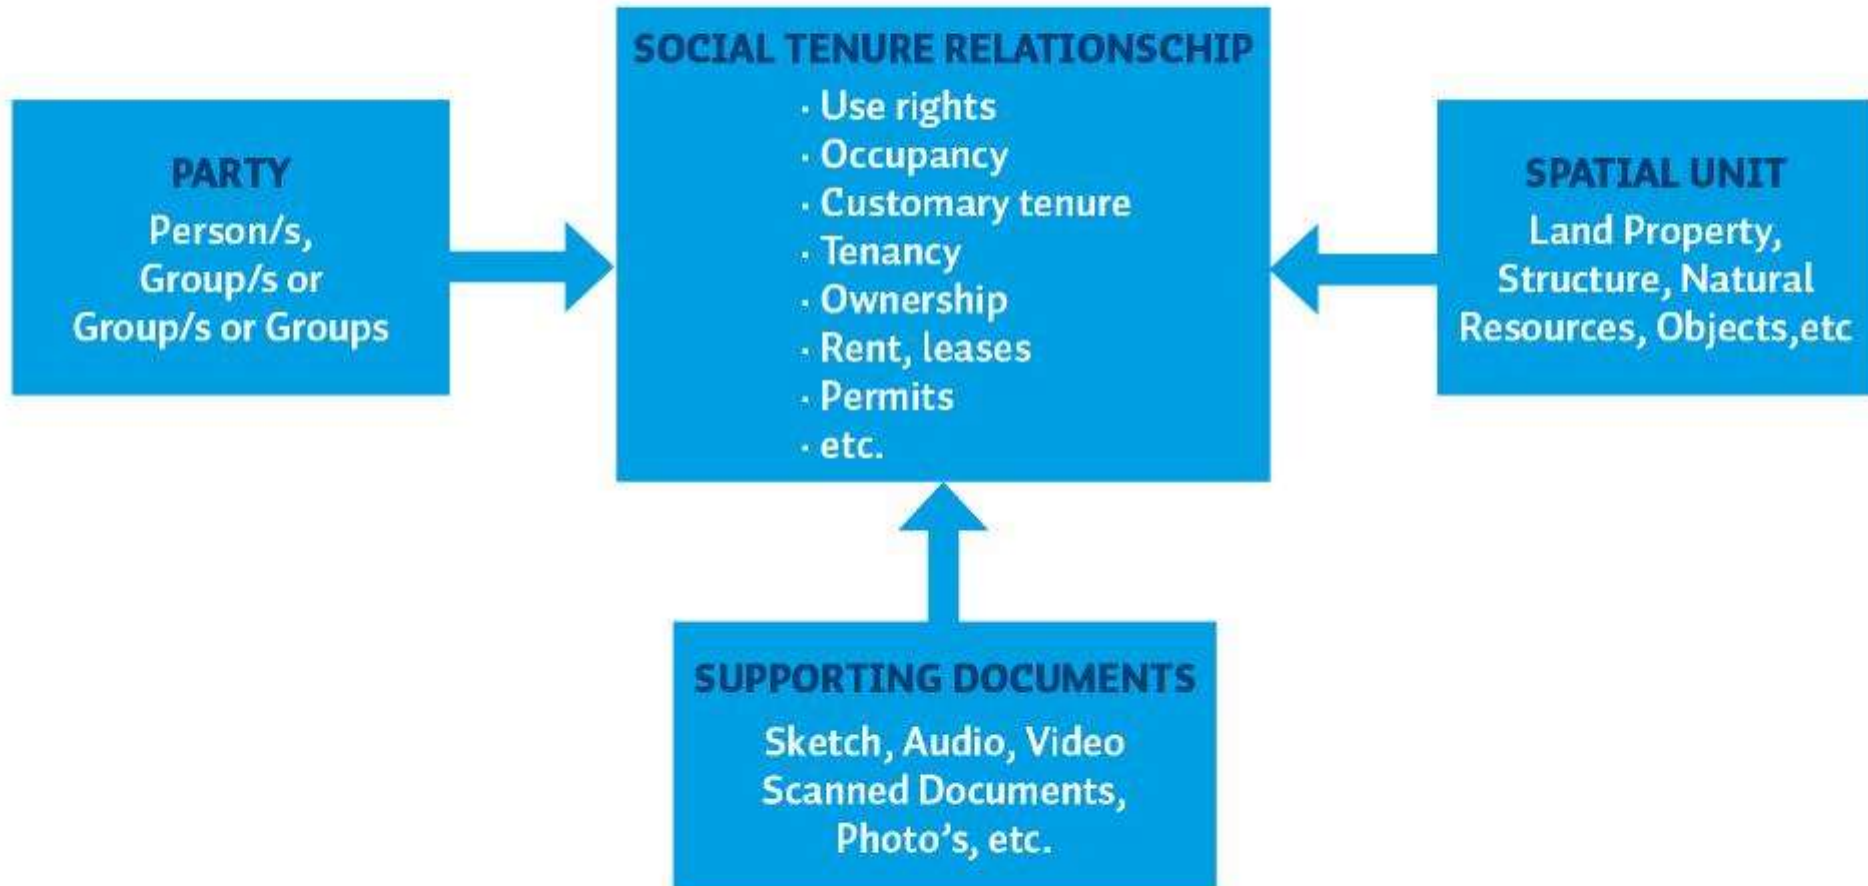 SOCIAL TENURE RELATIONSCHIP
· Use rights
· Occupancy
· Customary tenure
· Tenancy
· Ownership
· Rent, leases
· Permits
· etc.
PARTY
Person/s,
Group/s or
Group/s or Groups
SPATIAL UNIT
Land Property,
Structure, Natural
Resources, Objects,etc
SUPPORTING DOCUMENTS
Sketch, Audio, Video
Scanned Documents,
Photo's, etc.